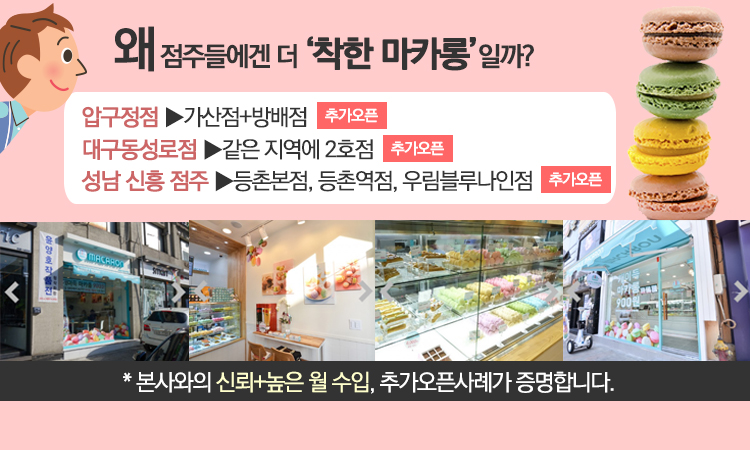 왜 점주들에겐 더 '착한 마카롱'일까?
압구정점 ▶가산점+방배점 추가오픈
대구동성로점 ▶같은 지역에 2호점 추가오픈
성남 신흥 점주 ▶등촌본점, 등촌역점, 우림블루나인점 추가오픈
MACARON
900원
* 본사와의 신뢰+높은 월 수입, 추가오픈사례가 증명합니다.